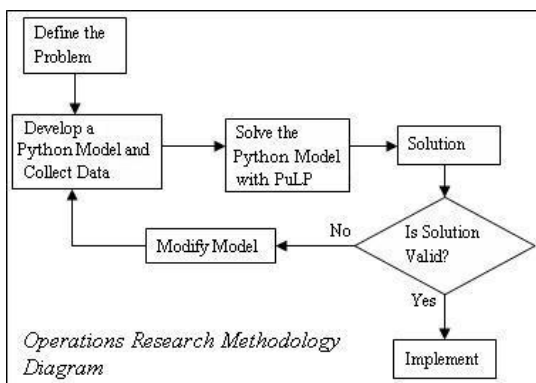 Define the
Problem
Develop a
Python Model and
Collect Data
Solve the
Python Model
with PuLP
Solution
Is Solution
Valid?
No
Modify Model
Yes
Implement
Operations Research Methodology
Diagram